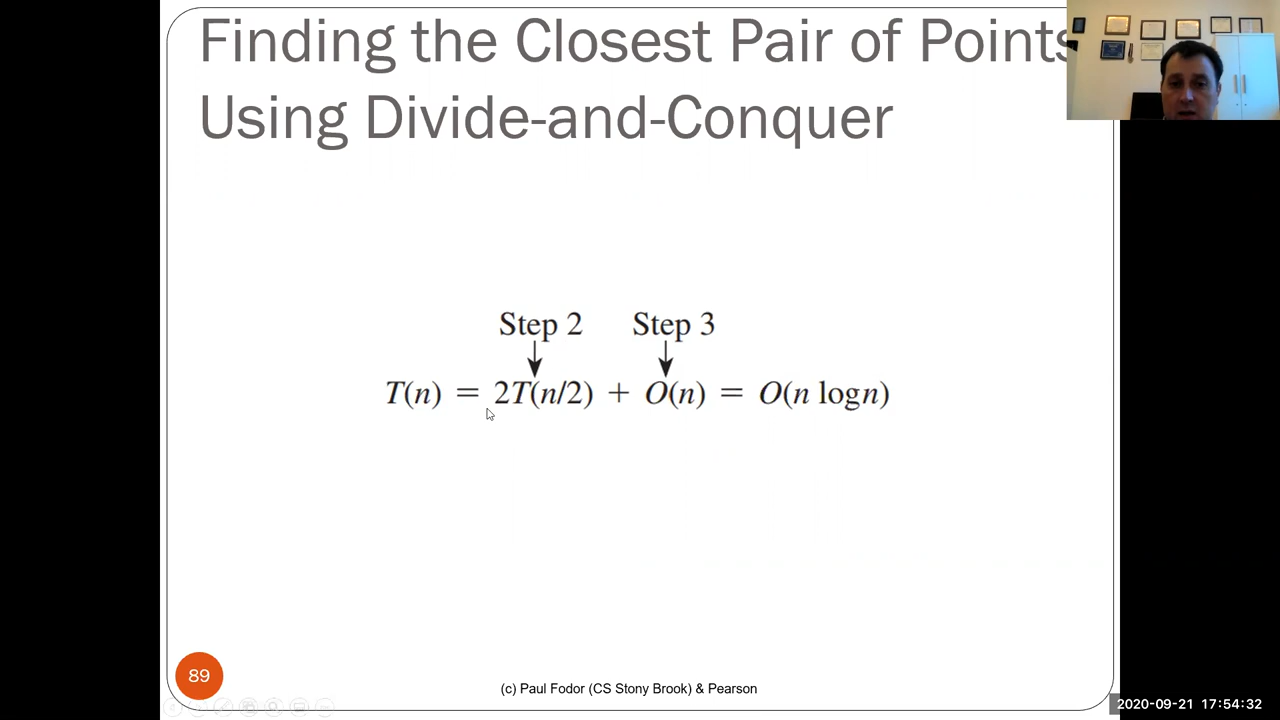 Finding the Closest Pair of Points
Using Divide-and-Conquer
Step 2 Step 3
T(n) = 2T(n/2) + O(n) = O(n logn)
89
(c) Paul Fodor (CS Stony Brook) & Pearson
2020-09-21 17:54:32